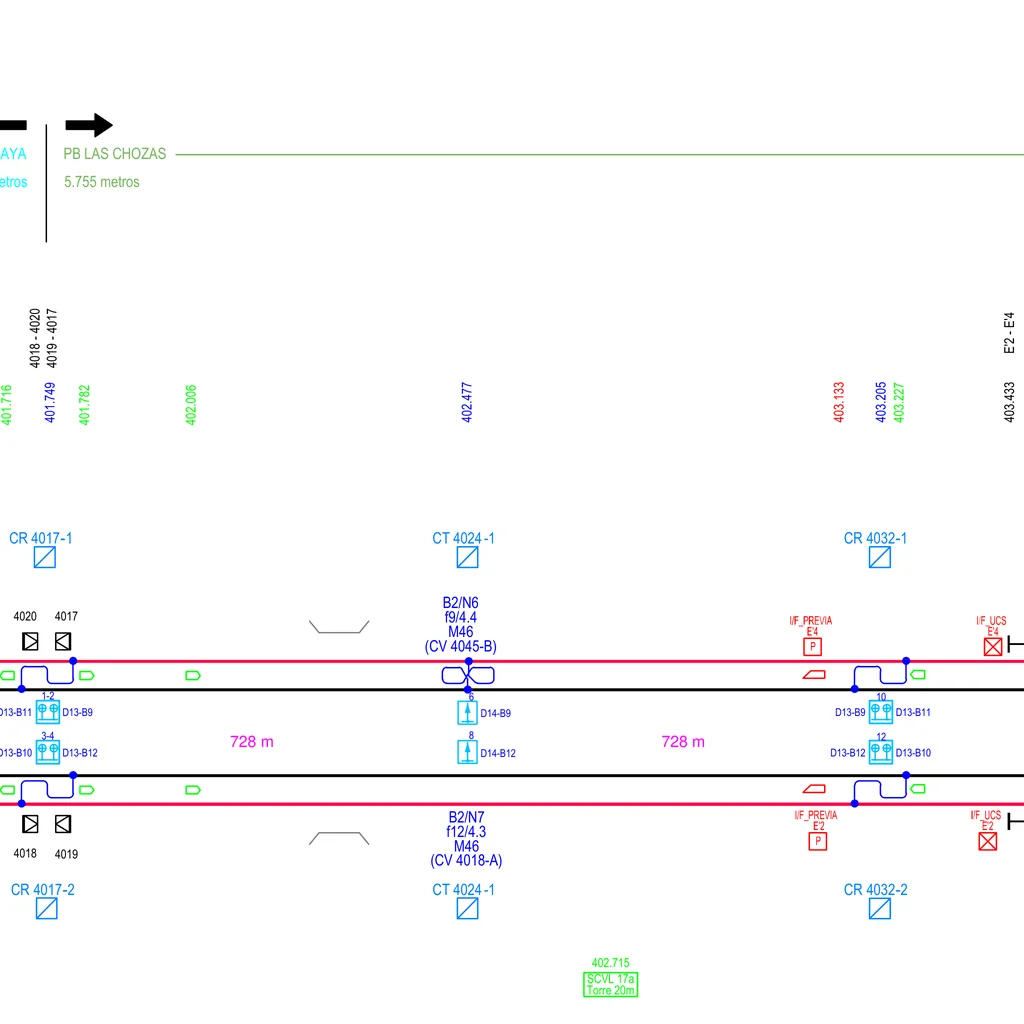 AYA
PB LAS CHOZAS
etros
5.755 metros
4018 - 4020
4019 - 4017
E'2 - E'4
401.716
401.749
401.782
402.006
402.477
403.133
403.205
403.227
403.433
CR 4017-1
CT 4024-1
CR 4032-1
4020
4017
B2/N6
f9/4.4
M46
(CV 4045-B)
I/F_PREVIA
E'4
P
I/F_UCS
E'4
1-2
6
10
D13-B11
D13-B9
D14-B9
D13-B9
D13-B11
3-4
728 m
8
728 m
12
D13-B10
D13-B12
D14-B12
D13-B12
D13-B10
4018
4019
B2/N7
f12/4.3
M46
(CV 4018-A)
I/F_PREVIA
E'2
P
I/F_UCS
E'2
CR 4017-2
CT 4024-1
CR 4032-2
402.715
SCVL 17a
Torre 20m